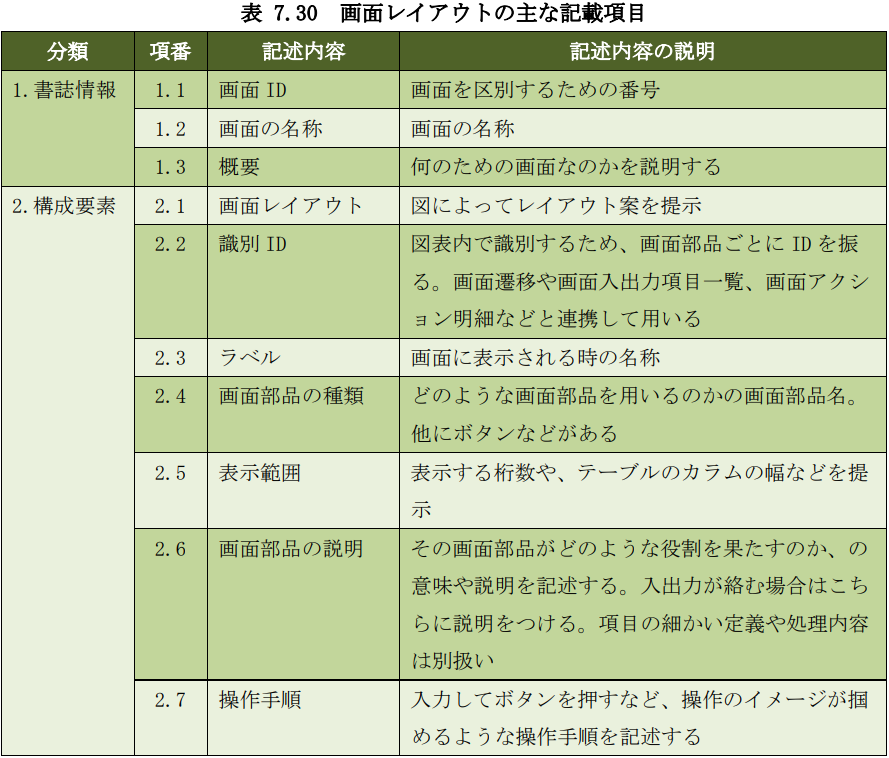 表 7.30　画面レイアウトの主な記載項目
分類 項番 記述内容 記述内容の説明
1.書誌情報 1.1 画面 ID 画面を区別するための番号
1.2 画面の名称 画面の名称
1.3 概要 何のための画面なのかを説明する
2.構成要素 2.1 画面レイアウト 図によってレイアウト案を提示
2.2 識別 ID 図表内で識別するため、画面部品ごとに ID を振
る。画面遷移や画面入出力項目一覧、画面アクシ
ョン明細などと連携して用いる
2.3 ラベル 画面に表示される時の名称
2.4 画面部品の種類 どのような画面部品を用いるのかの画面部品名。
他にボタンなどがある
2.5 表示範囲 表示する桁数や、テーブルのカラムの幅などを提
示
2.6 画面部品の説明 その画面部品がどのような役割を果たすのか、の
意味や説明を記述する。入出力が絡む場合はこち
らに説明をつける。項目の細かい定義や処理内容
は別扱い
2.7 操作手順 入力してボタンを押すなど、操作のイメージが掴
めるような操作手順を記述する